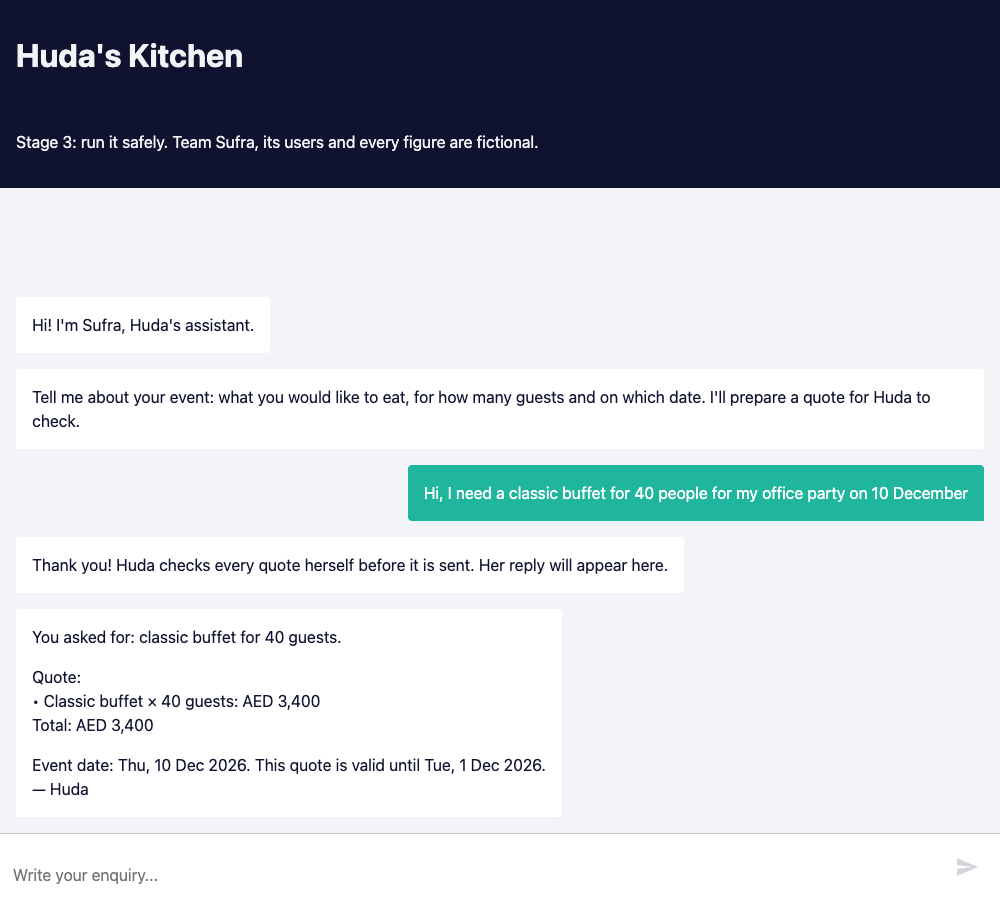 Huda's Kitchen
Stage 3: run it safely. Team Sufra, its users and every figure are fictional.
Hi! I'm Sufra, Huda's assistant.
Tell me about your event: what you would like to eat, for how many guests and on which date. I'll prepare a quote for Huda to
check.
Hi, I need a classic buffet for 40 people for my office party on 10 December
Thank you! Huda checks every quote herself before it is sent. Her reply will appear here.
You asked for: classic buffet for 40 guests.
Quote:
• Classic buffet × 40 guests: AED 3,400
Total: AED 3,400
Event date: Thu, 10 Dec 2026. This quote is valid until Tue, 1 Dec 2026.
— Huda
Write your enquiry...